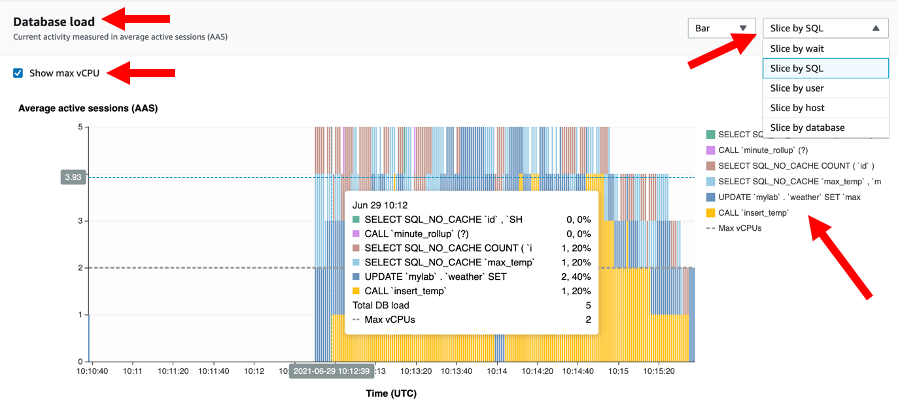 Database load
Current activity measured in average active sessions (AAS)
Bar
Slice by SQL
Slice by wait
Slice by SQL
Slice by user
Slice by host
Slice by database
Show max vCPU
Average active sessions (AAS)
5
3.93
3
2
1
0
SELECT SQL_NO_CACHE
CALL `minute_rollup` (?)
SELECT SQL_NO_CACHE COUNT ( `id` )
SELECT SQL_NO_CACHE `max_temp` , `m
UPDATE `mylab` . `weather` SET `max
CALL `insert_temp`
Max vCPUs
Jun 29 10:12
SELECT SQL_NO_CACHE `id` , `SH 0, 0%
CALL `minute_rollup` (?) 0, 0%
SELECT SQL_NO_CACHE COUNT ( `i 1, 20%
SELECT SQL_NO_CACHE `max_temp` 1, 20%
UPDATE `mylab` . `weather` SET 2, 40%
CALL `insert_temp` 1, 20%
Total DB load 5
Max vCPUs 2
10:10:40 10:11 10:11:20 10:11:40 10:12 2021-06-29 10:12:39 10:13 10:13:20 10:13:40 10:14 10:14:20 10:14:40 10:15 10:15:20
Time (UTC)